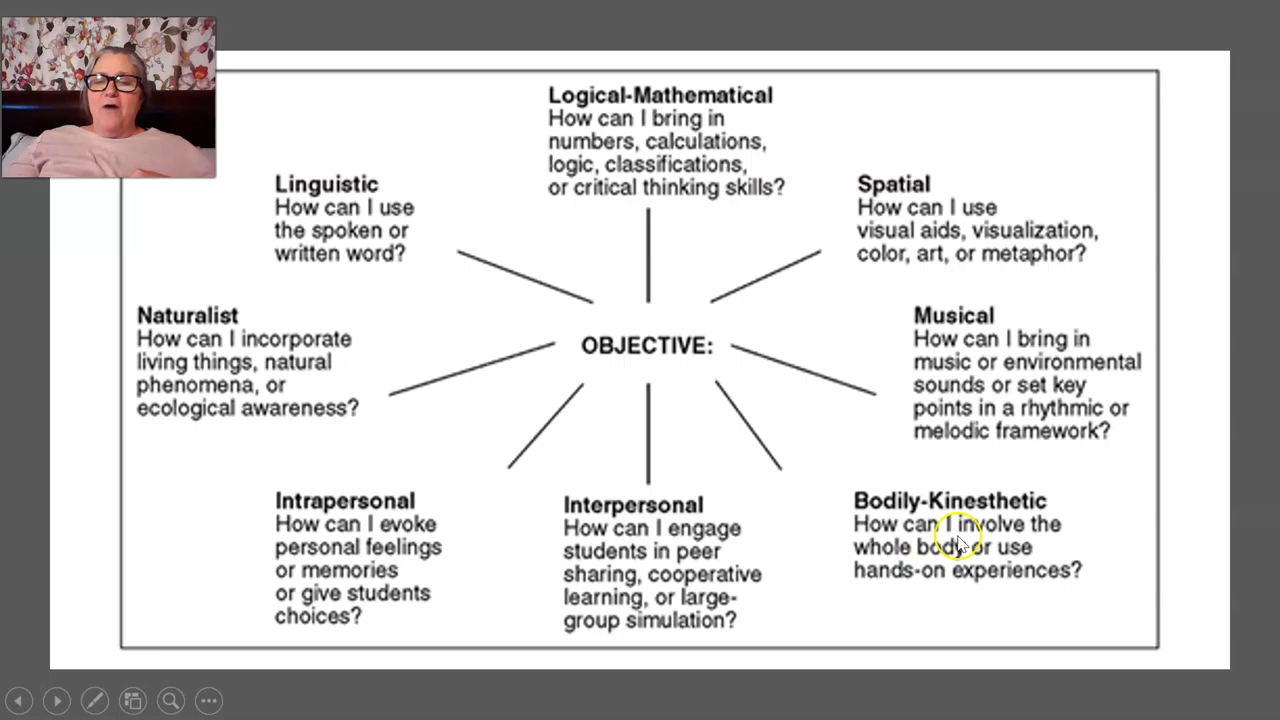 Logical-Mathematical
How can I bring in
numbers, calculations,
logic, classifications,
or critical thinking skills?
Linguistic
How can I use
the spoken or
written word?
Spatial
How can I use
visual aids, visualization,
color, art, or metaphor?
Naturalist
How can I incorporate
living things, natural
phenomena, or
ecological awareness?
OBJECTIVE:
Musical
How can I bring in
music or environmental
sounds or set key
points in a rhythmic or
melodic framework?
Intrapersonal
How can I evoke
personal feelings
or memories
or give students
choices?
Interpersonal
How can I engage
students in peer
sharing, cooperative
learning, or large-
group simulation?
Bodily-Kinesthetic
How can I involve the
whole body or use
hands-on experiences?